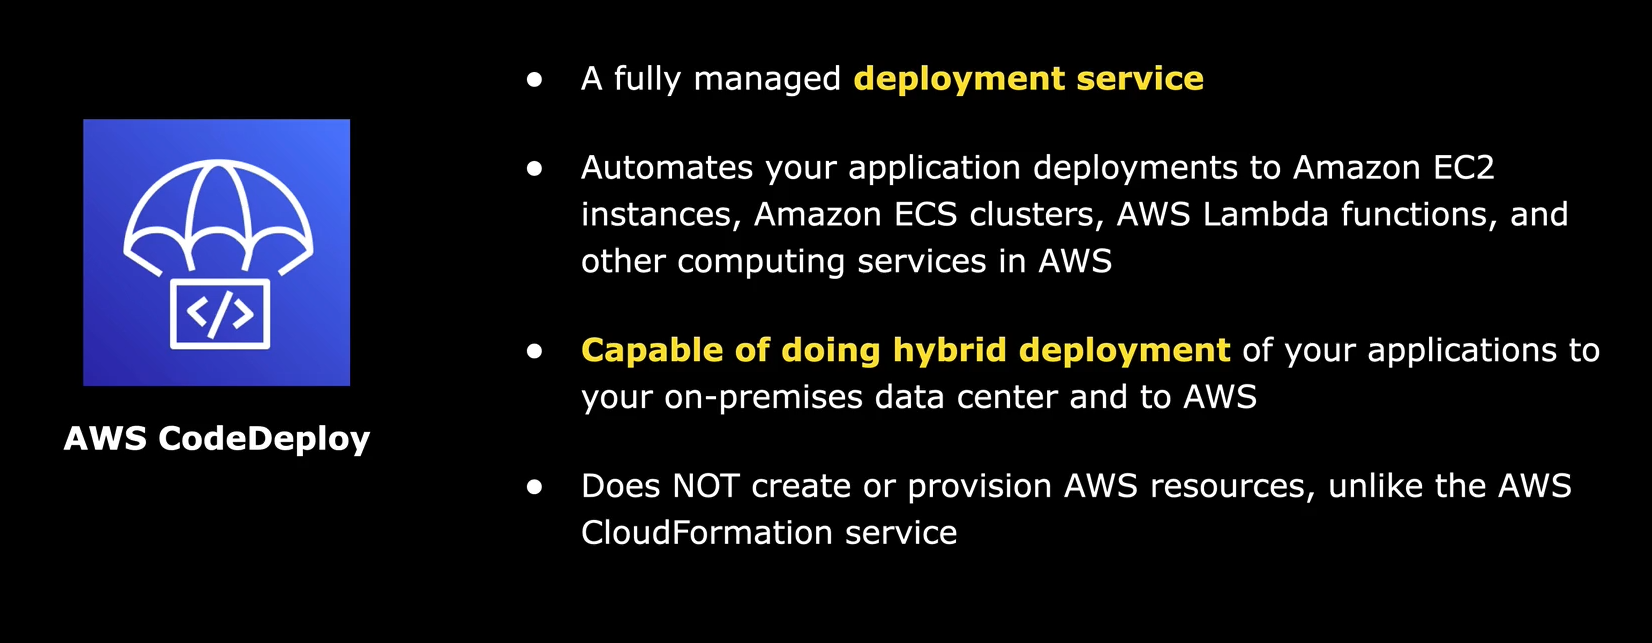 </>
AWS CodeDeploy
● A fully managed deployment service
● Automates your application deployments to Amazon EC2
instances, Amazon ECS clusters, AWS Lambda functions, and
other computing services in AWS
● Capable of doing hybrid deployment of your applications to
your on-premises data center and to AWS
● Does NOT create or provision AWS resources, unlike the AWS
CloudFormation service